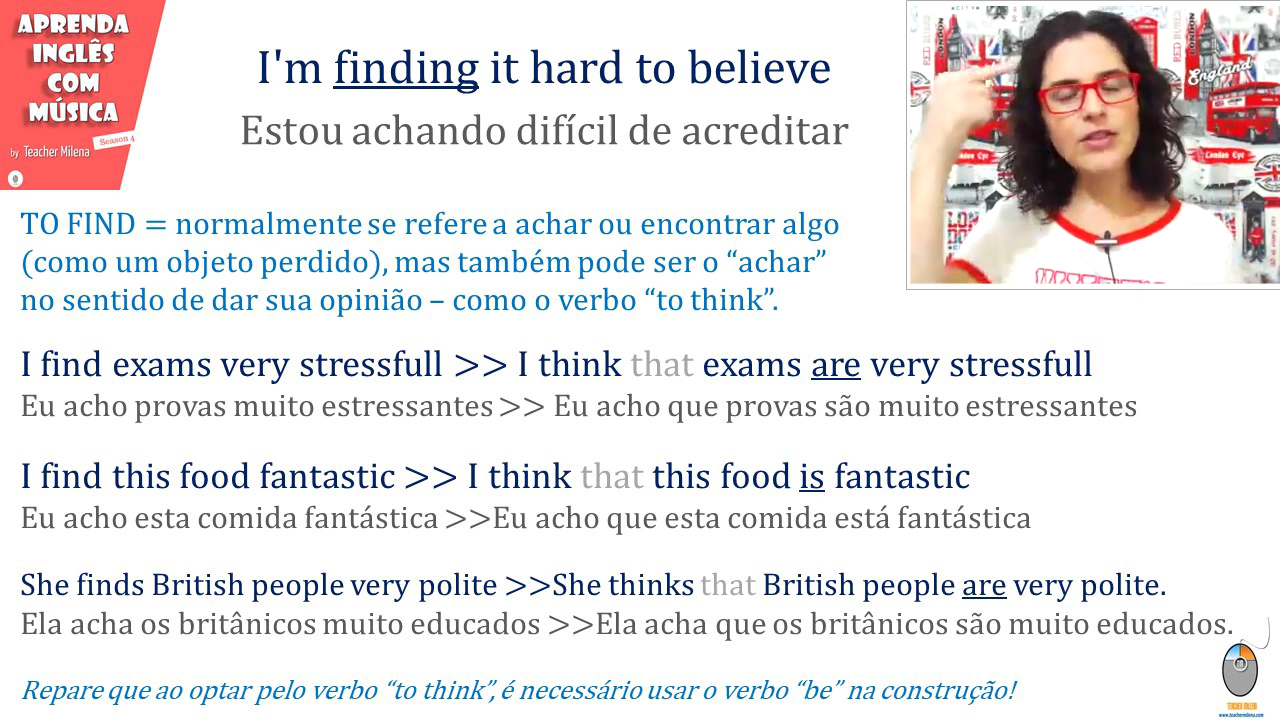 APRENDA
INGLÊS
COM
MÚSICA
Season 4
by Teacher Milena
I'm finding it hard to believe
Estou achando difícil de acreditar
England
London Eye
TO FIND = normalmente se refere a achar ou encontrar algo
(como um objeto perdido), mas também pode ser o “achar”
no sentido de dar sua opinião – como o verbo “to think”.
I find exams very stressfull >> I think that exams are very stressfull
Eu acho provas muito estressantes >> Eu acho que provas são muito estressantes
I find this food fantastic >> I think that this food is fantastic
Eu acho esta comida fantástica >>Eu acho que esta comida está fantástica
She finds British people very polite >>She thinks that British people are very polite.
Ela acha os britânicos muito educados >>Ela acha que os britânicos são muito educados.
Repare que ao optar pelo verbo “to think”, é necessário usar o verbo “be” na construção!
TEACHER MILENA
www.teachermilena.com